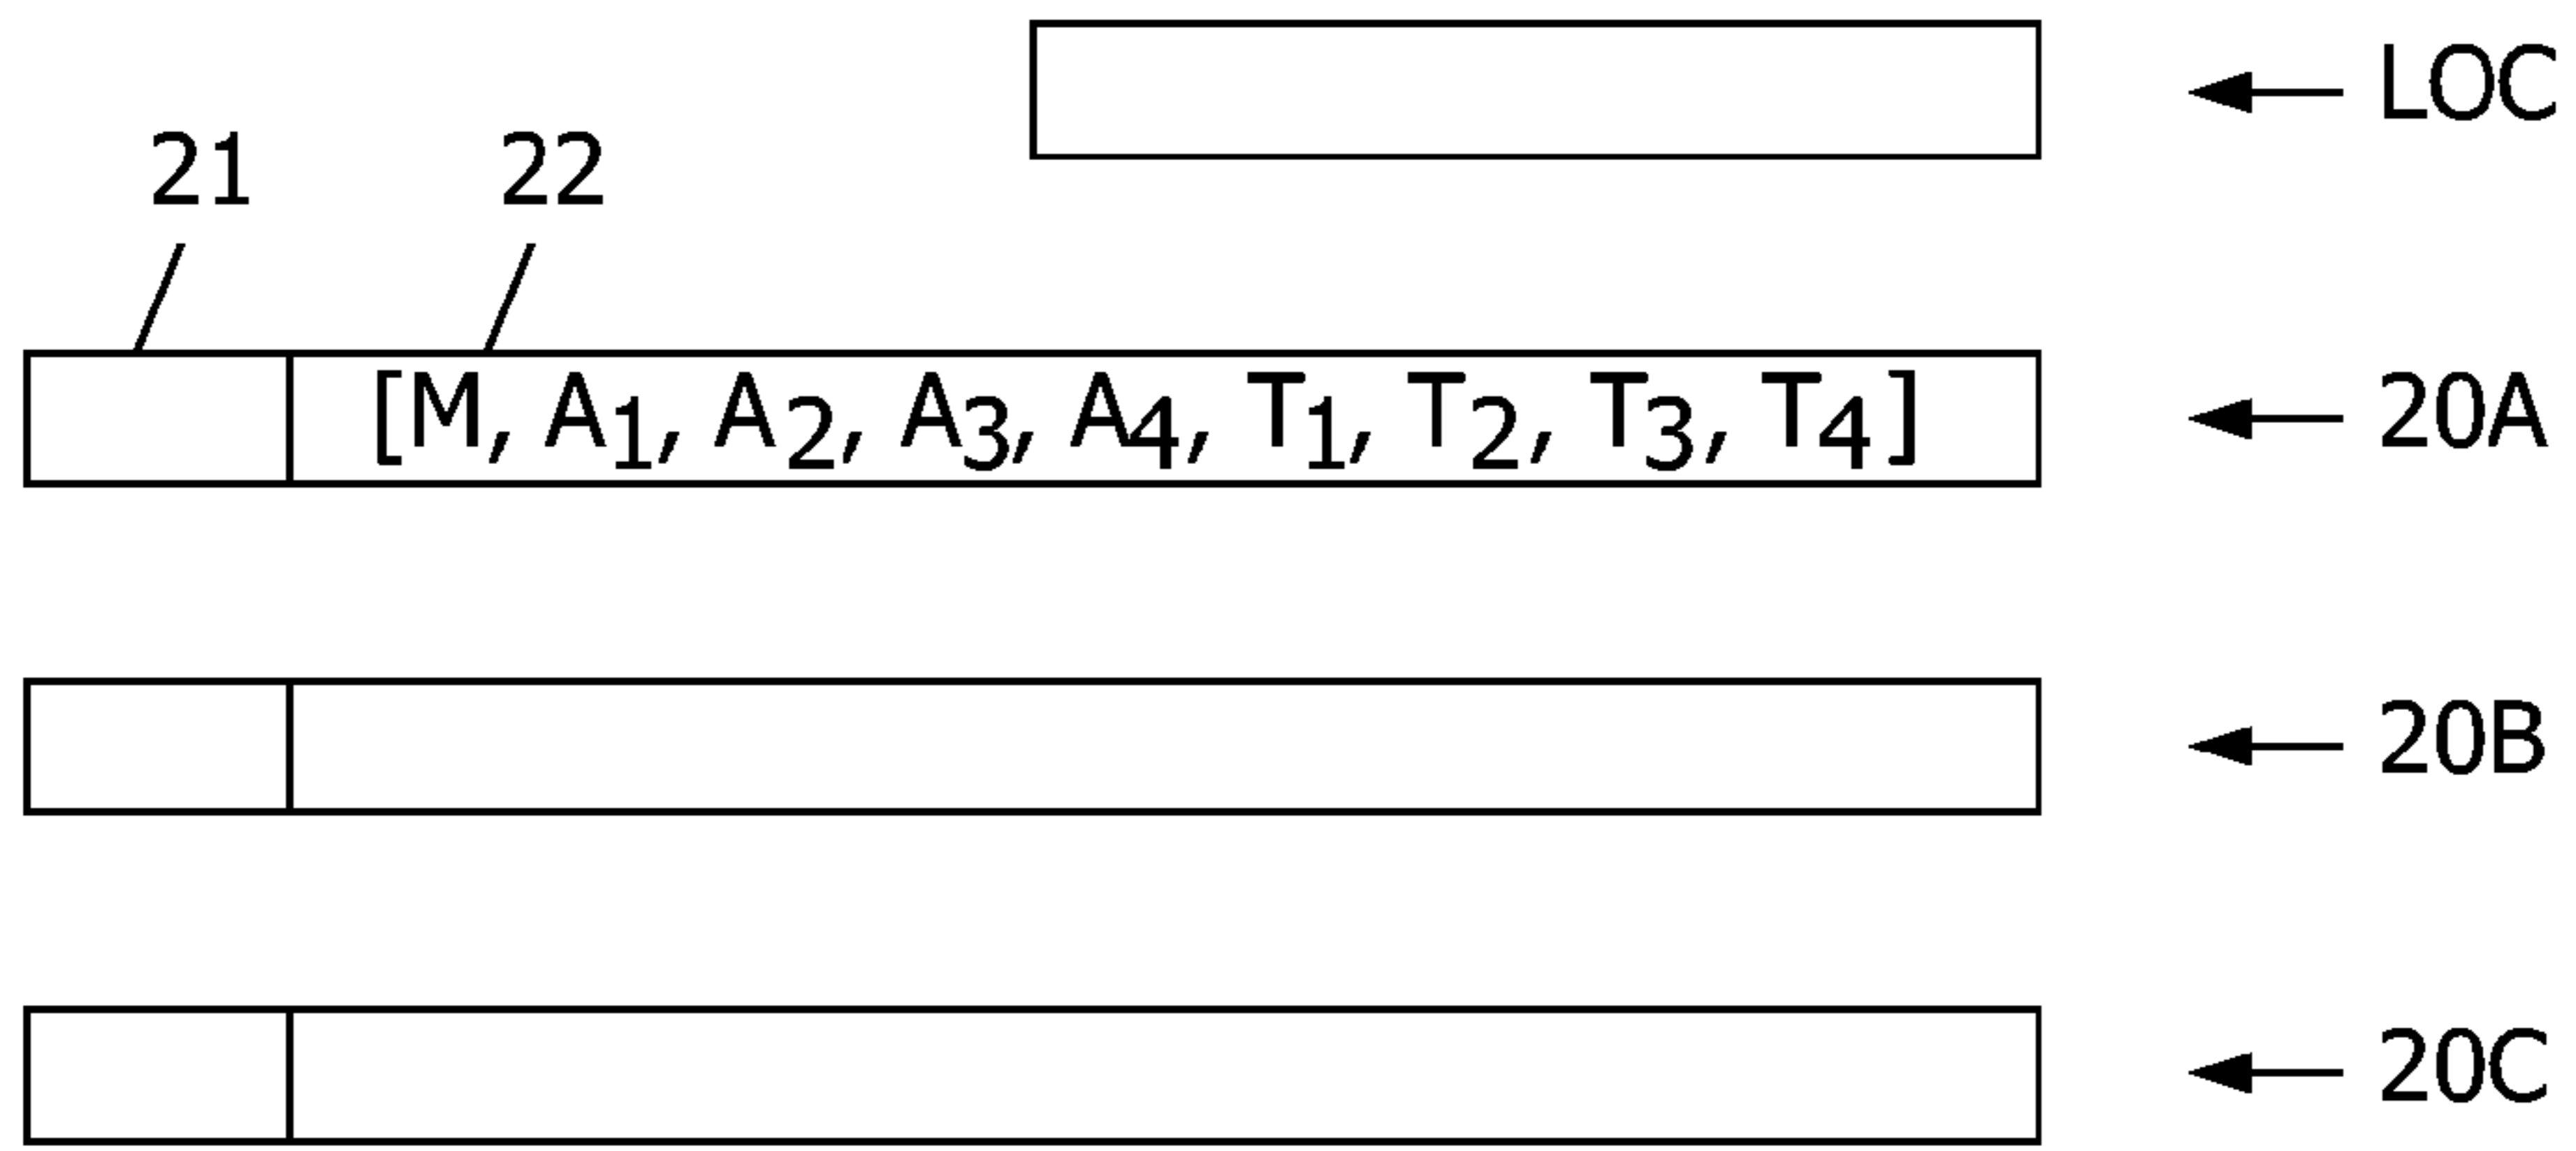 LOC
21 22
[M, A1, A2, A3, A4, T1, T2, T3, T4] 20A
20B
20C